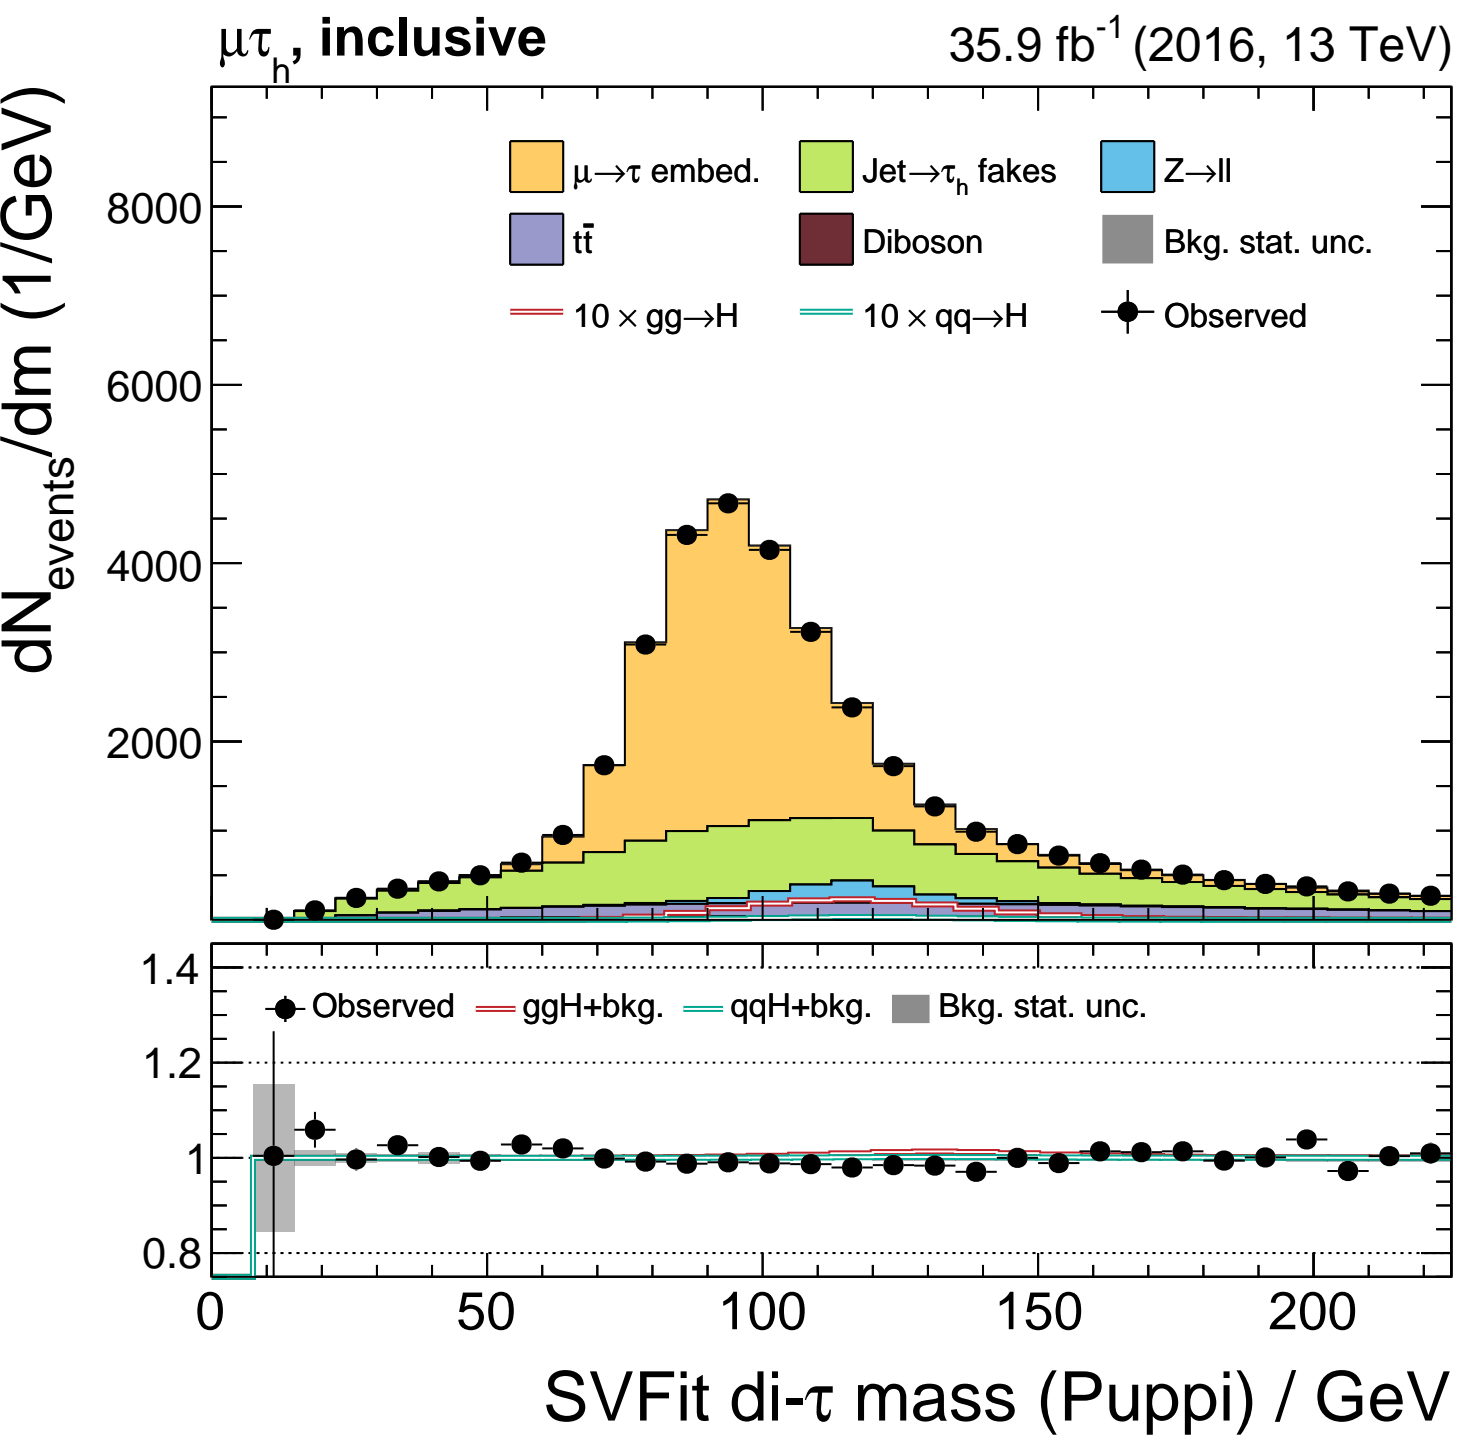 μτh, inclusive 35.9 fb-1 (2016, 13 TeV)
dNevents/dm (1/GeV)
μ→τ embed. Jet→τh fakes Z→ll
tt̄ Diboson Bkg. stat. unc.
10 × gg→H 10 × qq→H Observed
8000
6000
4000
2000
1.4
Observed ggH+bkg. qqH+bkg. Bkg. stat. unc.
1.2
1
0.8
0 50 100 150 200
SVFit di-τ mass (Puppi) / GeV